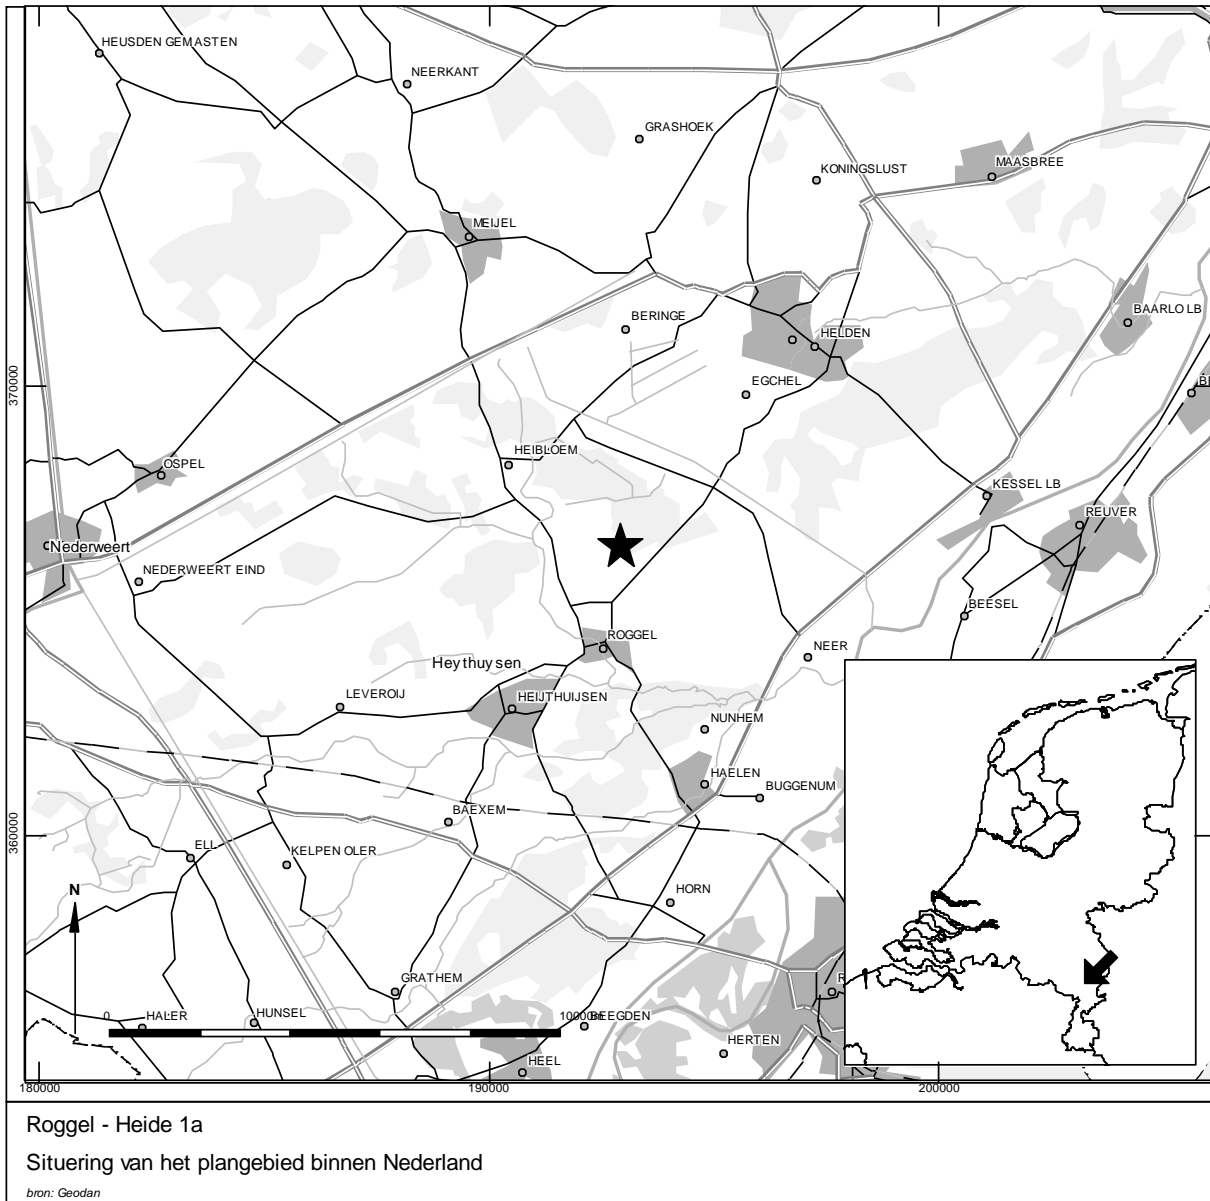 HEUSDEN GEMASTEN
NEERKANT
GRASHOEK
KONINGSLUST
MAASBREE
MEIJEL
BERINGE
HELDEN
BAARLO LB
370000
EGCHEL
HEIBLOEM
OSPEL
KESSEL LB
REUVER
Nederweert
NEDERWEERT EIND
BEESEL
ROGGEL
NEER
Heythuysen
LEVEROIJ
HEIJTHUIJSEN
NUNHEM
HAELEN
BUGGENUM
BAEXEM
360000
ELL
KELPEN OLER
N
HORN
GRATHEM
0
HALER
HUNSEL
10000m
BEEGDEN
HERTEN
HEEL
180000
190000
200000
Roggel - Heide 1a
Situering van het plangebied binnen Nederland
bron: Geodan